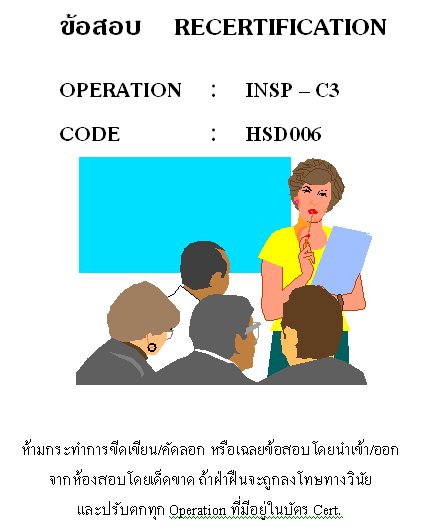 ข้อสอบ RECERTIFICATION
OPERATION : INSP – C3
CODE : HSD006
ห้ามกระทำการขีดเขียน/คัดลอก หรือเฉลยข้อสอบ โดยนำเข้า/ออก
จากห้องสอบโดยเด็ดขาด ถ้าฝ่าฝืนจะถูกลงโทษทางวินัย
และปรับตกทุก Operation ที่มีอยู่ในบัตร Cert.